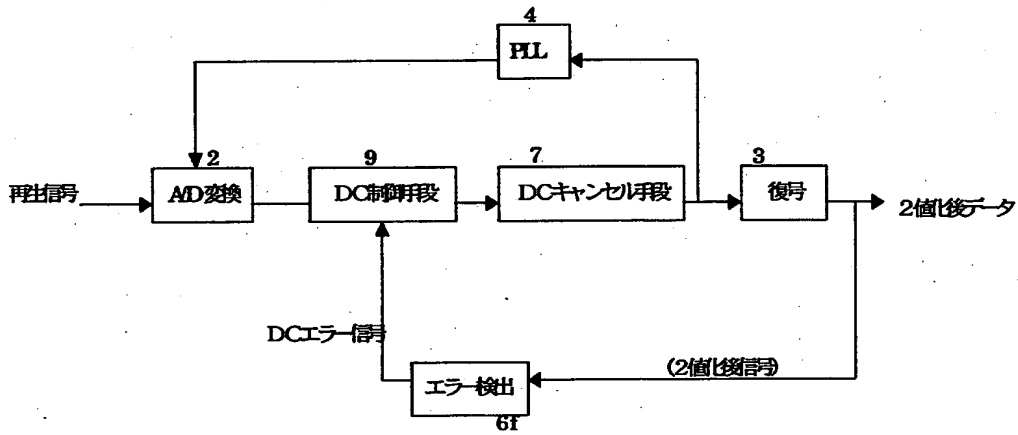 4
PLL
2
9
7
3
再生信号
A/D変換
DC制御手段
DCキャンセル手段
復号
2値化後データ
DCエラー信号
(2値化後信号)
エラー検出
6f